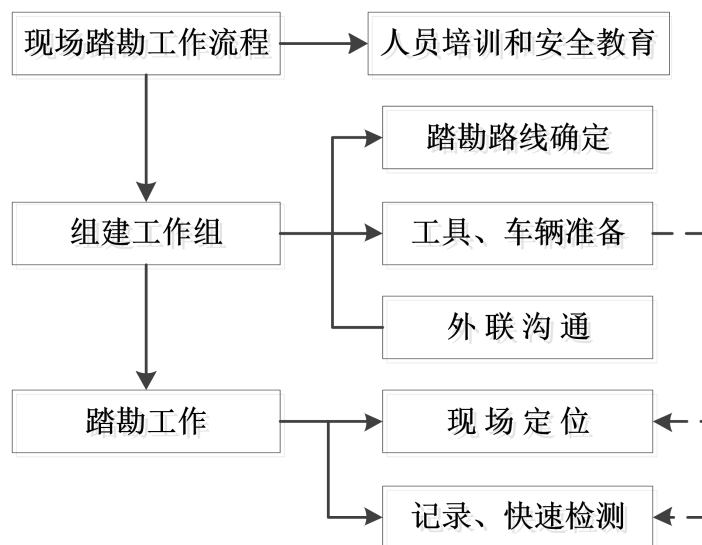 现场踏勘工作流程
人员培训和安全教育
踏勘路线确定
组建工作组
工具、车辆准备
外联沟通
踏勘工作
现场定位
记录、快速检测